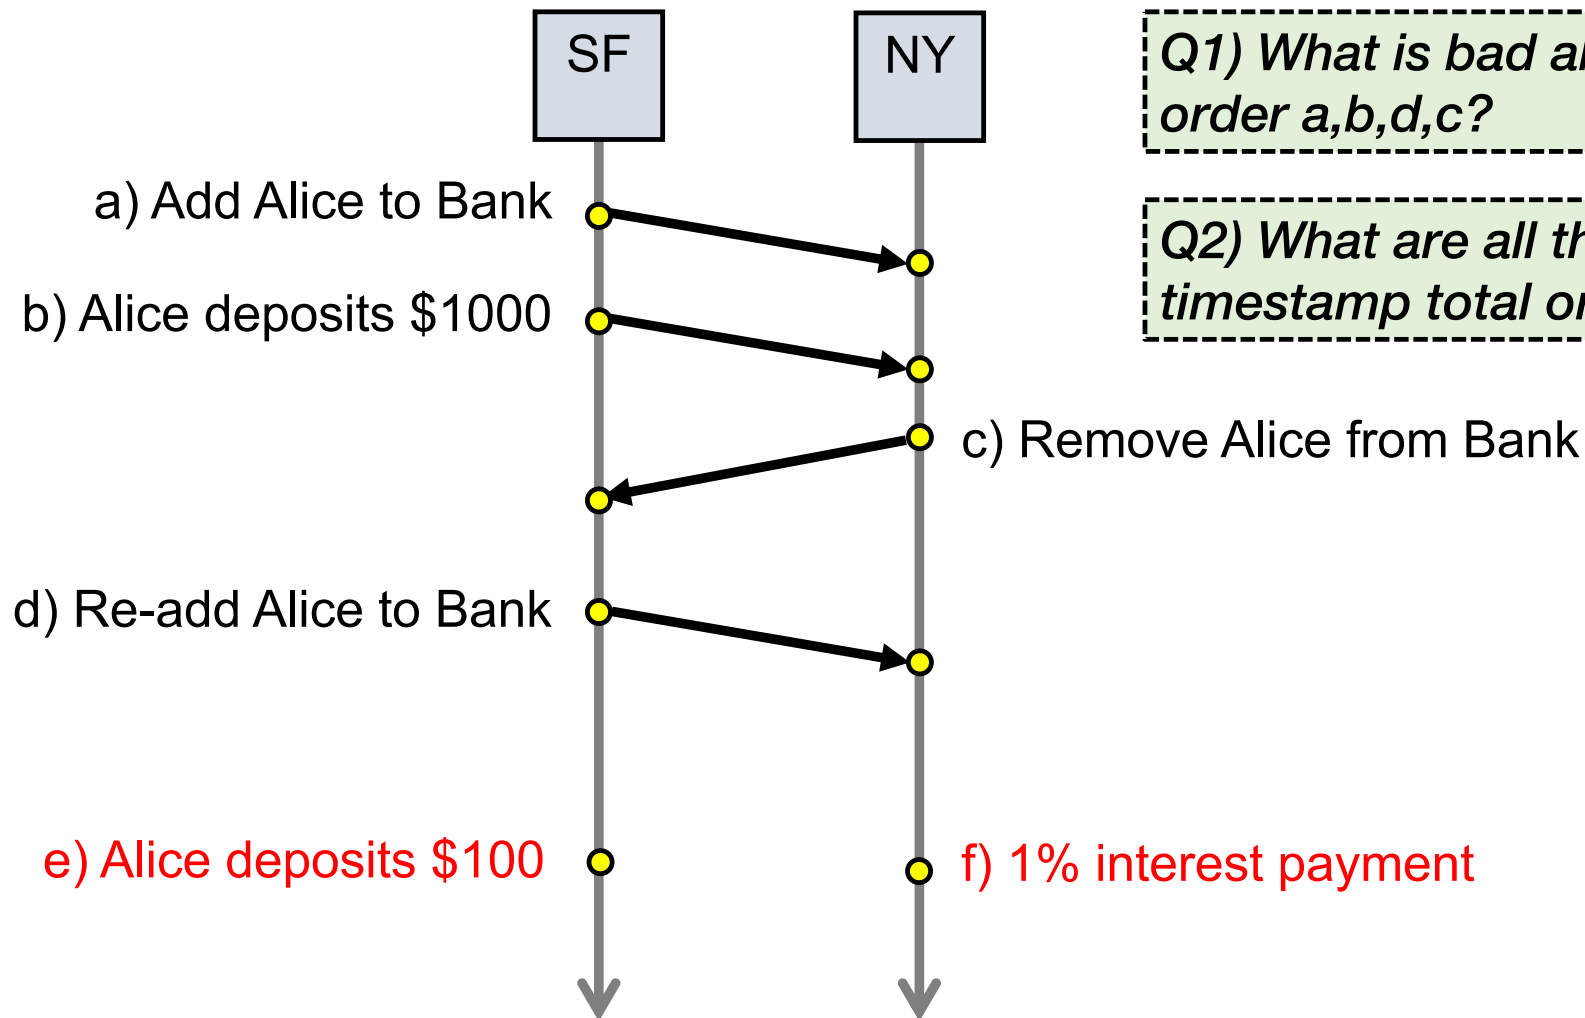 SF
NY
Q1) What is bad
order a,b,d,c?
a) Add Alice to Bank
Q2) What are all
timestamp total
b) Alice deposits $1000
c) Remove Alice from Bank
d) Re-add Alice to Bank
e) Alice deposits $100
f) 1% interest payment